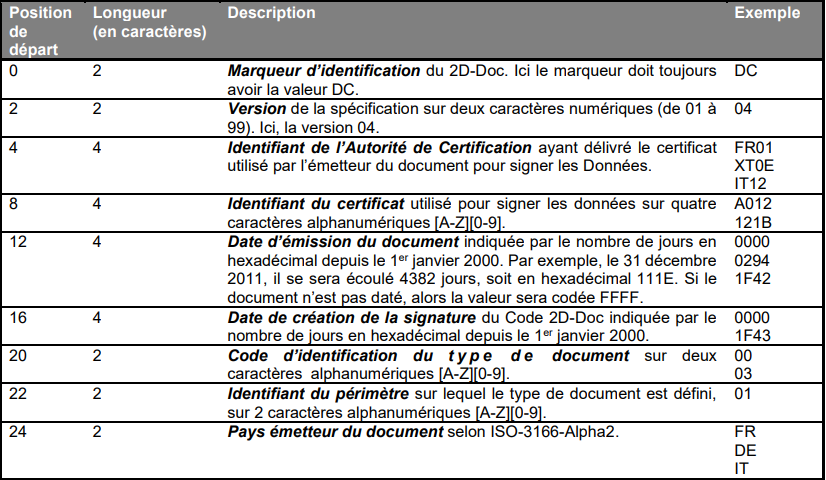 Position de départ Longueur (en caractères) Description Exemple
0 2 Marqueur d'identification du 2D-Doc. Ici le marqueur doit toujours DC
avoir la valeur DC.
2 2 Version de la spécification sur deux caractères numériques (de 01 à 04
99). Ici, la version 04.
4 4 Identifiant de l'Autorité de Certification ayant délivré le certificat FR01
utilisé par l'émetteur du document pour signer les Données. XT0E
IT12
8 4 Identifiant du certificat utilisé pour signer les données sur quatre A012
caractères alphanumériques [A-Z][0-9]. 121B
12 4 Date d'émission du document indiquée par le nombre de jours en 0000
hexadécimal depuis le 1er janvier 2000. Par exemple, le 31 décembre 0294
2011, il se sera écoulé 4382 jours, soit en hexadécimal 111E. Si le 1F42
document n'est pas daté, alors la valeur sera codée FFFF.
16 4 Date de création de la signature du Code 2D-Doc indiquée par le 0000
nombre de jours en hexadécimal depuis le 1er janvier 2000. 1F43
20 2 Code d'identification du type de document sur deux 00
caractères alphanumériques [A-Z][0-9]. 03
22 2 Identifiant du périmètre sur lequel le type de document est défini, 01
sur 2 caractères alphanumériques [A-Z][0-9].
24 2 Pays émetteur du document selon ISO-3166-Alpha2. FR
DE
IT